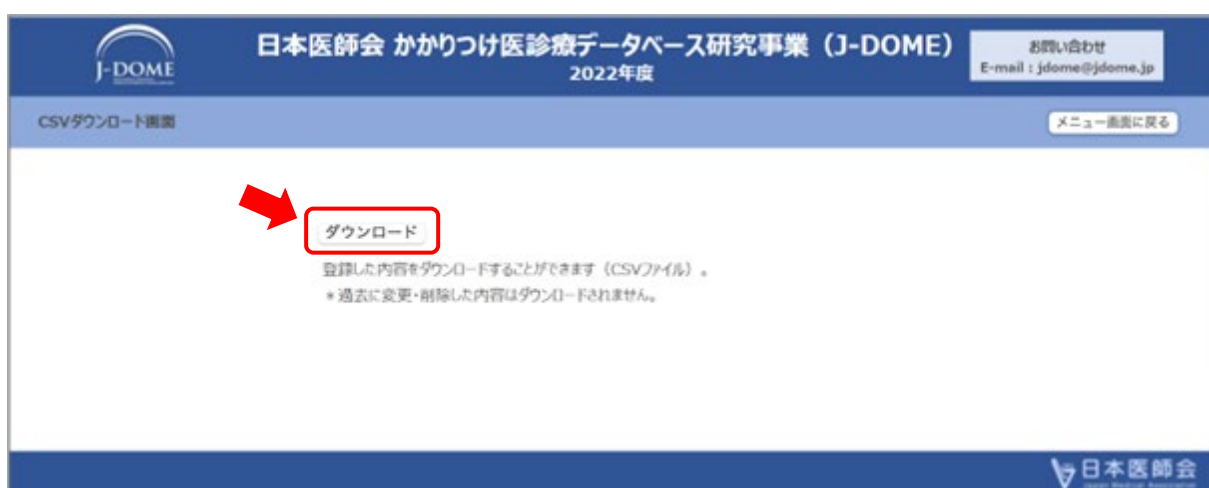 J-DOME
日本医師会 かかりつけ医診療データベース研究事業（J-DOME）
2022年度
お問い合わせ
E-mail：jdome@jdome.jp
CSVダウンロード画面
メニュー画面に戻る
ダウンロード
登録した内容をダウンロードすることができます（CSVファイル）。
＊過去に変更・削除した内容はダウンロードされません。
日本医師会
Japan Medical Association